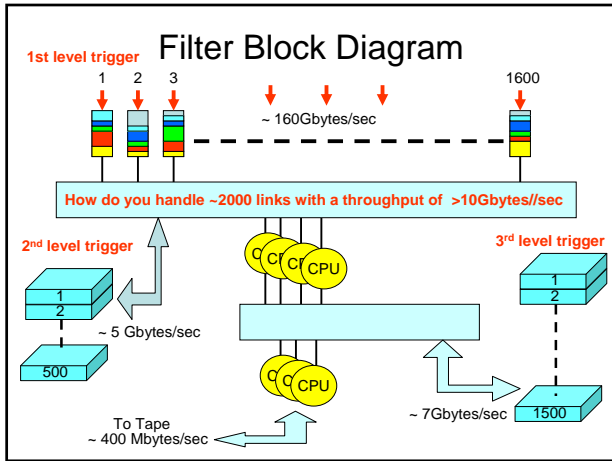 Filter Block Diagram
1st level trigger
1 2 3 1600
~ 160Gbytes/sec
How do you handle ~2000 links with a throughput of >10Gbytes//sec
2nd level trigger
3rd level trigger
CPU
1
2
1
2
~ 5 Gbytes/sec
500
CPU
~ 7Gbytes/sec
1500
To Tape
~ 400 Mbytes/sec